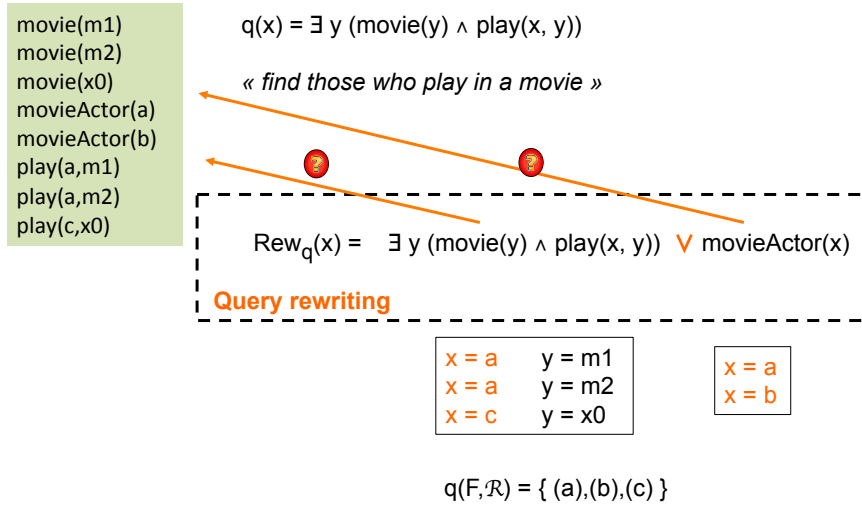 movie(m1)
movie(m2)
movie(x0)
movieActor(a)
movieActor(b)
play(a,m1)
play(a,m2)
play(c,x0)
q(x) = ∃ y (movie(y) ∧ play(x, y))
« find those who play in a movie »
? ?
Rew_q(x) = ∃ y (movie(y) ∧ play(x, y)) ∨ movieActor(x)
Query rewriting
x = a y = m1
x = a y = m2
x = c y = x0
x = a
x = b
q(F,ℛ) = { (a),(b),(c) }